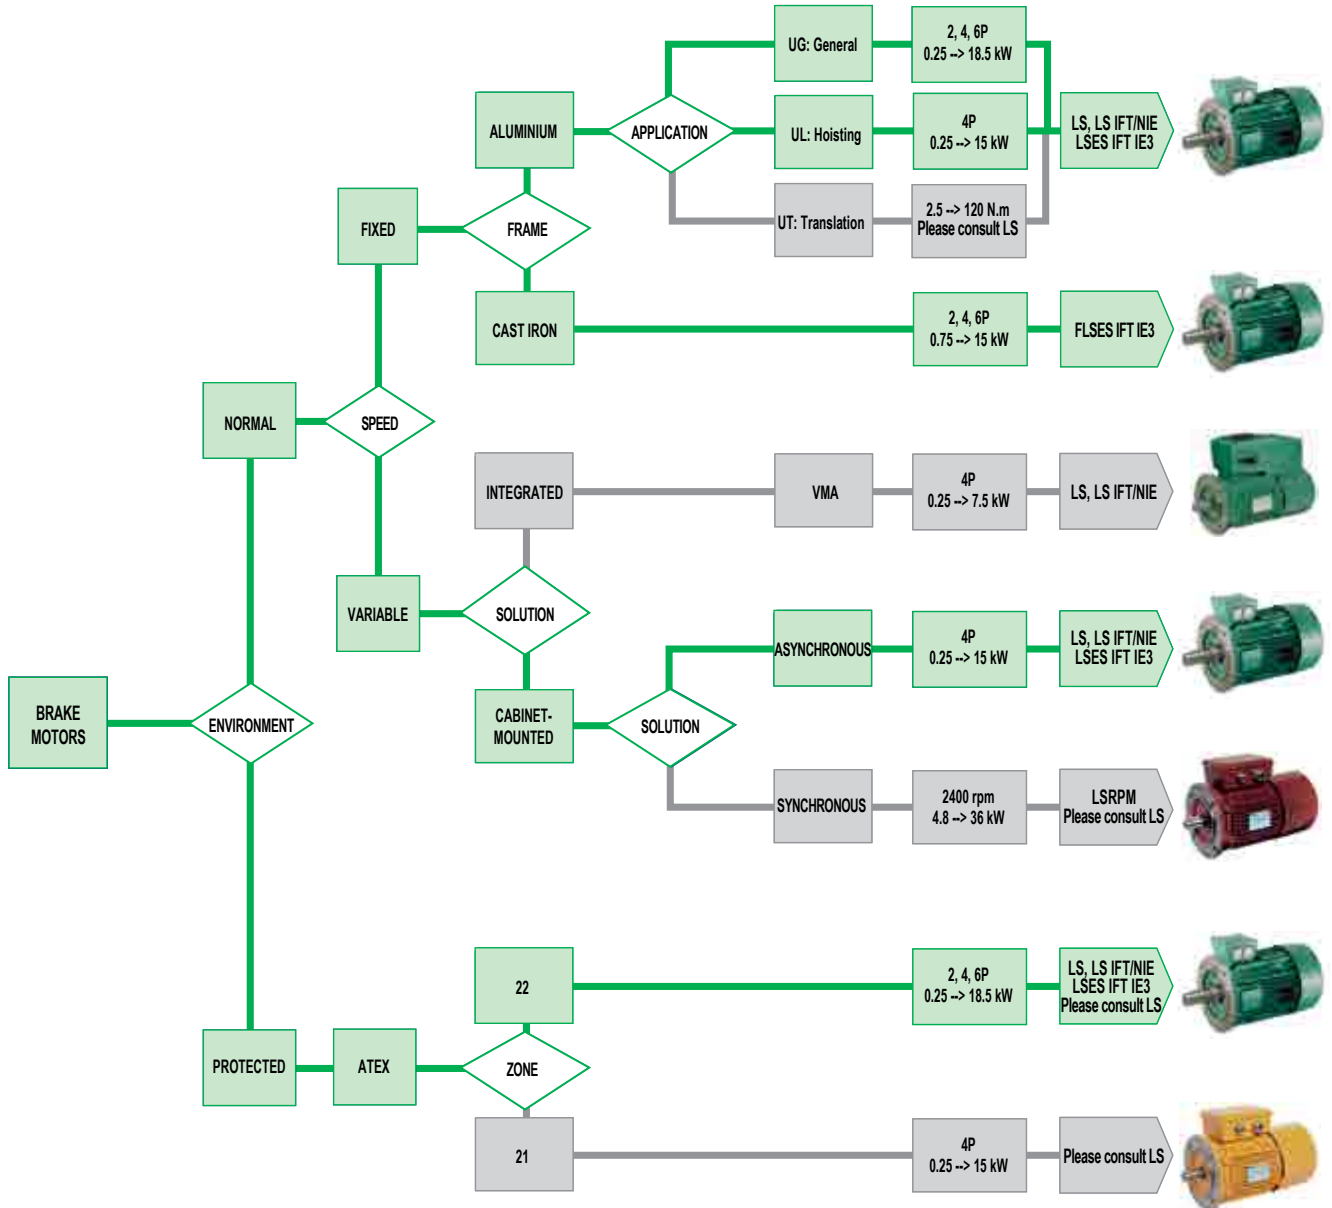 UG: General
2, 4, 6P
0.25 --> 18.5 kW
ALUMINIUM
APPLICATION
UL: Hoisting
4P
0.25 --> 15 kW
LS, LS IFT/NIE
LSES IFT IE3
UT: Translation
2.5 --> 120 N.m
Please consult LS
FIXED
FRAME
CAST IRON
2, 4, 6P
0.75 --> 15 kW
FLSES IFT IE3
NORMAL
SPEED
INTEGRATED
VMA
4P
0.25 --> 7.5 kW
LS, LS IFT/NIE
VARIABLE
SOLUTION
ASYNCHRONOUS
4P
0.25 --> 15 kW
LS, LS IFT/NIE
LSES IFT IE3
BRAKE
MOTORS
ENVIRONMENT
CABINET-
MOUNTED
SOLUTION
SYNCHRONOUS
2400 rpm
4.8 --> 36 kW
LSRPM
Please consult LS
22
2, 4, 6P
0.25 --> 18.5 kW
LS, LS IFT/NIE
LSES IFT IE3
Please consult LS
PROTECTED
ATEX
ZONE
21
4P
0.25 --> 15 kW
Please consult LS